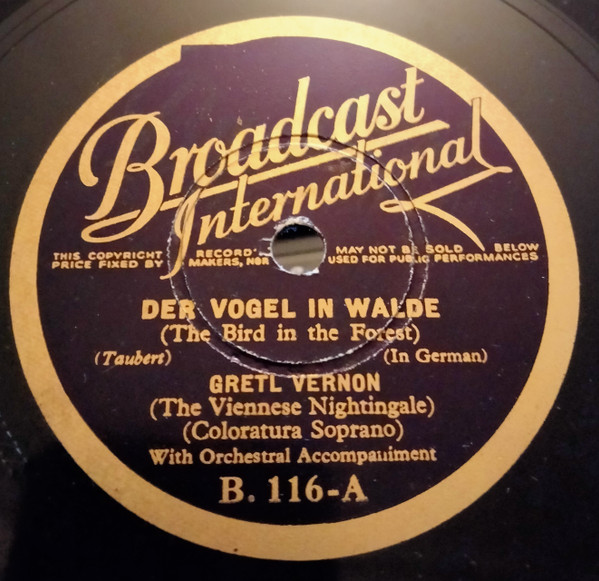 Broadcast
International
THIS COPYRIGHT RECORD MAY NOT BE SOLD BELOW
PRICE FIXED BY MAKERS, NOR USED FOR PUBLIC PERFORMANCES
DER VOGEL IN WALDE
(The Bird in the Forest)
(Taubert) (In German)
GRETL VERNON
(The Viennese Nightingale)
(Coloratura Soprano)
With Orchestral Accompaniment
B. 116-A